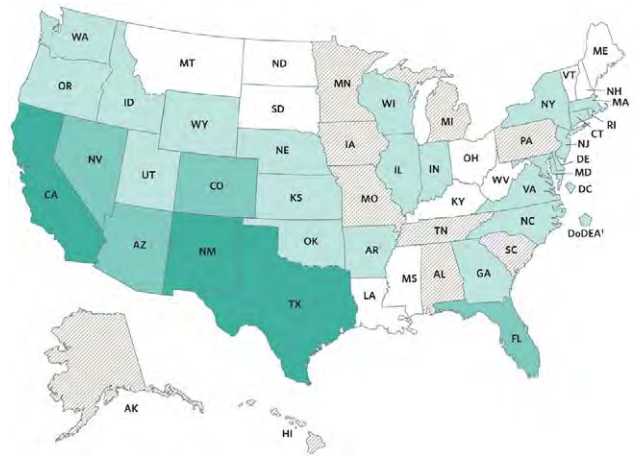 WA
MT
ND
MN
ME
VT
NH
MA
OR
ID
SD
WI
NY
MI
RI
CT
WY
IA
PA
NJ
NE
OH
DE
NV
UT
IL
IN
MD
CO
WV
VA
DC
CA
KS
MO
KY
NC
DoDEA¹
TN
AZ
NM
OK
AR
SC
MS
AL
GA
TX
LA
FL
AK
HI